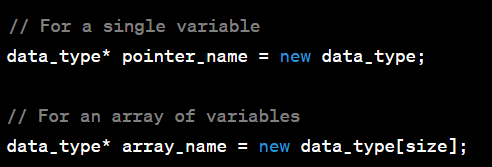 // For a single variable
data_type* pointer_name = new data_type;
// For an array of variables
data_type* array_name = new data_type[size];